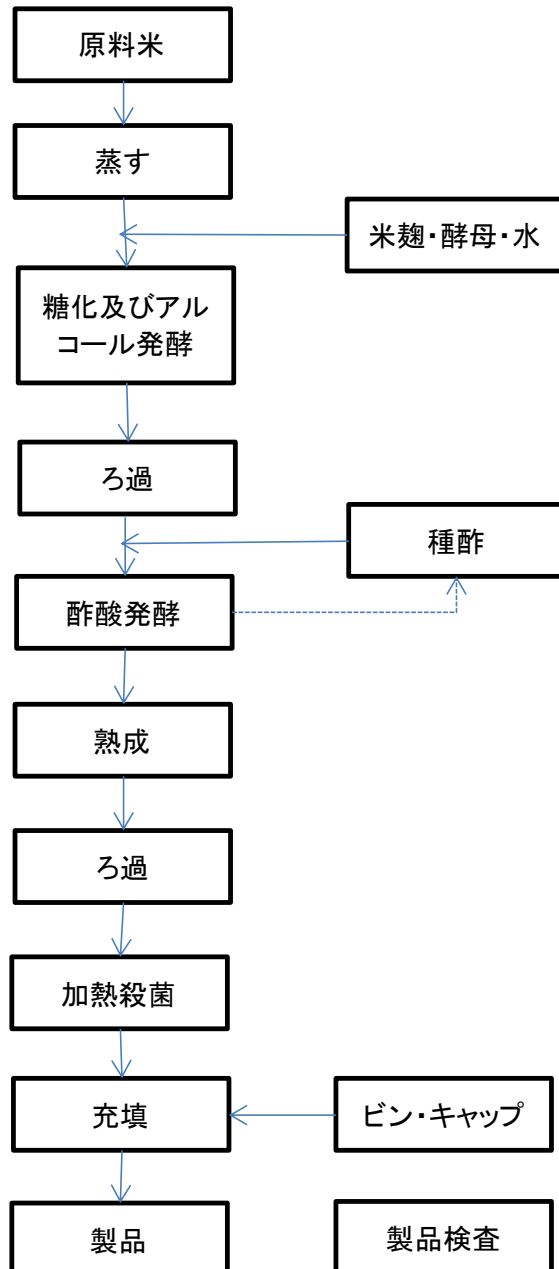 原料米
蒸す
米麹・酵母・水
糖化及びアル
コール発酵
ろ過
種酢
酢酸発酵
熟成
ろ過
加熱殺菌
充填
ビン・キャップ
製品
製品検査